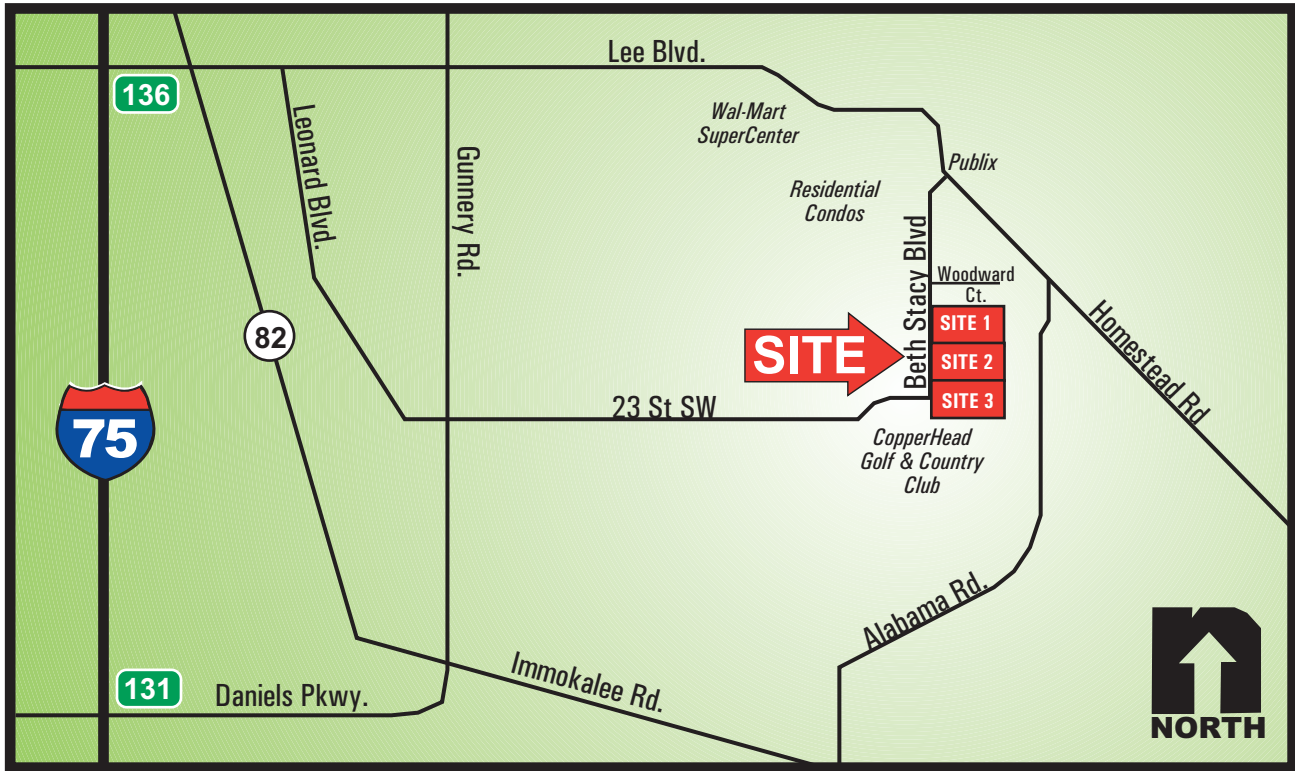 Lee Blvd.
136
Wal-Mart
SuperCenter
Leonard Blvd.
Gunnery Rd.
Publix
Residential
Condos
Beth Stacy Blvd
Woodward
Ct.
82
SITE
SITE 1
SITE 2
SITE 3
Homestead Rd
75
23 St SW
CopperHead
Golf & Country
Club
Alabama Rd.
131
Daniels Pkwy.
Immokalee Rd.
n
NORTH